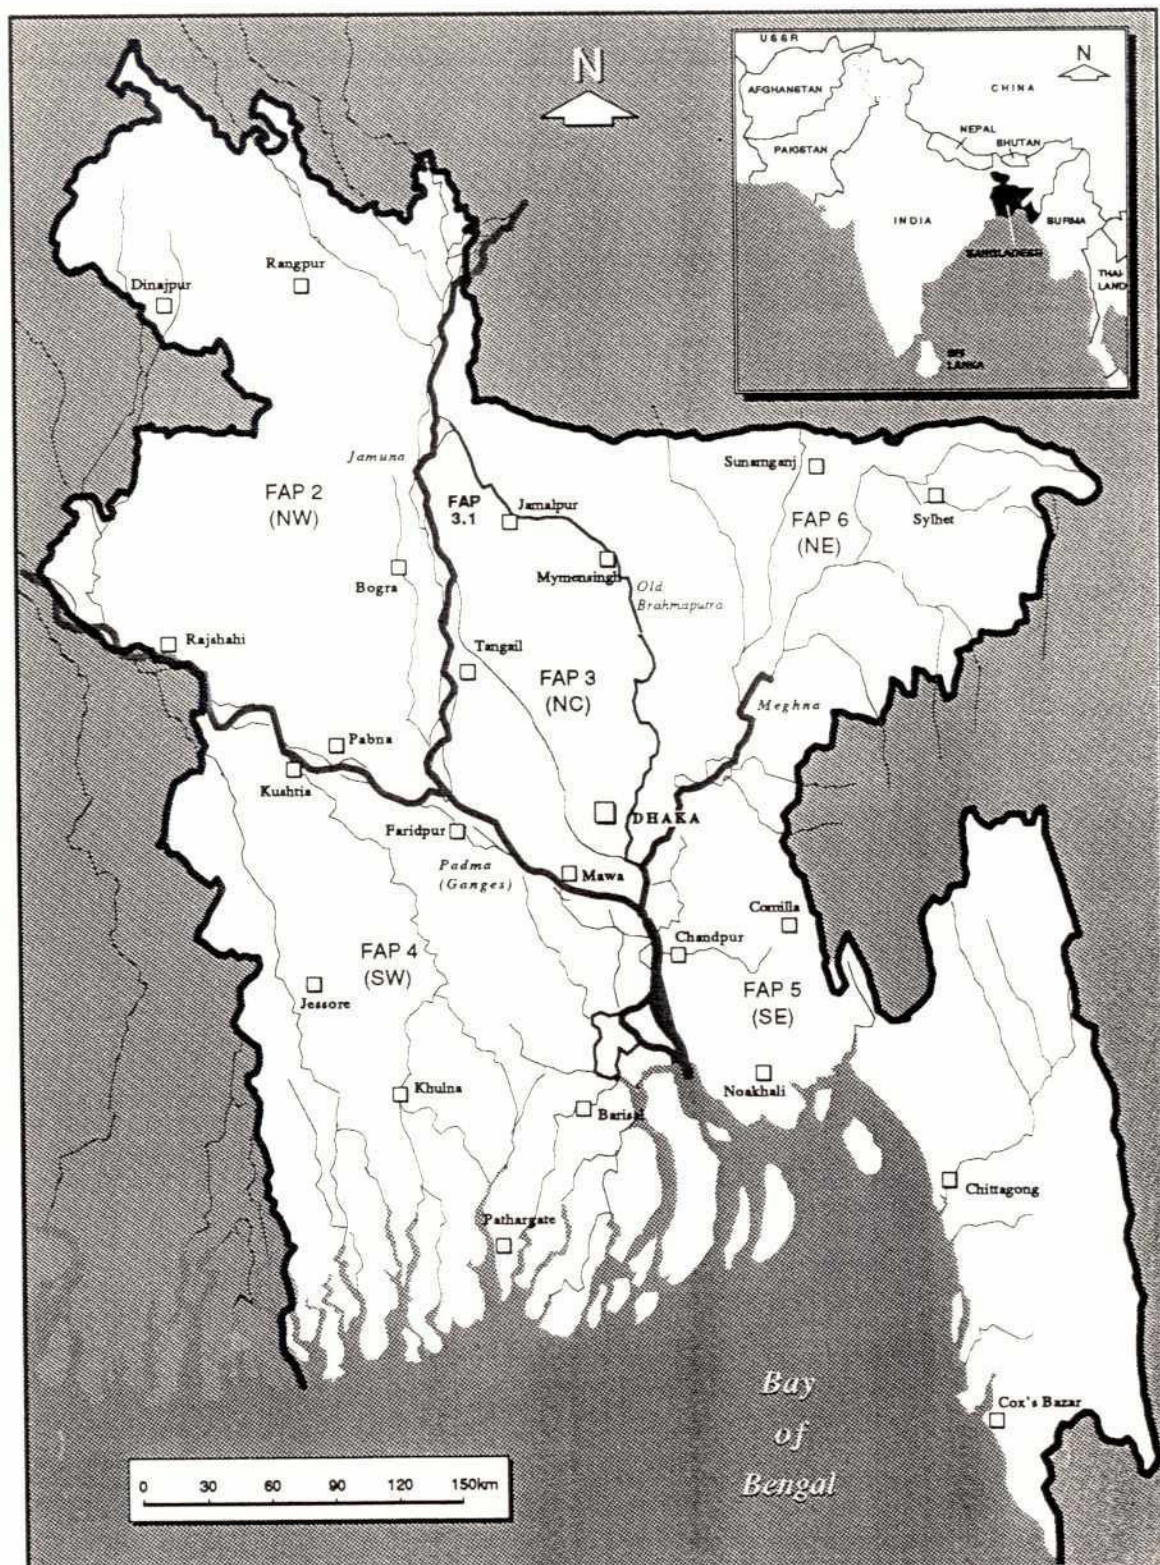 N
USSR
N
AFGHANISTAN
CHINA
NEPAL
BHUTAN
PAKISTAN
INDIA
BURMA
BANGLADESH
THAI-
LAND
SRI
LANKA
Rangpur
Dinajpur
Jamuna
Sunamganj
FAP 2
(NW)
FAP
3.1
Jamalpur
FAP 6
(NE)
Sylhet
Bogra
Mymensingh
Old
Brahmaputra
Rajshahi
Tangail
FAP 3
(NC)
Meghna
Pabna
Kushtia
DHAKA
Faridpur
Padma
(Ganges)
Mawa
Comilla
Chandpur
FAP 4
(SW)
FAP 5
(SE)
Jessore
Khulna
Noakhali
Barisal
Chittagong
Pathargate
Bay
of
Bengal
Cox's Bazar
0 30 60 90 120 150km